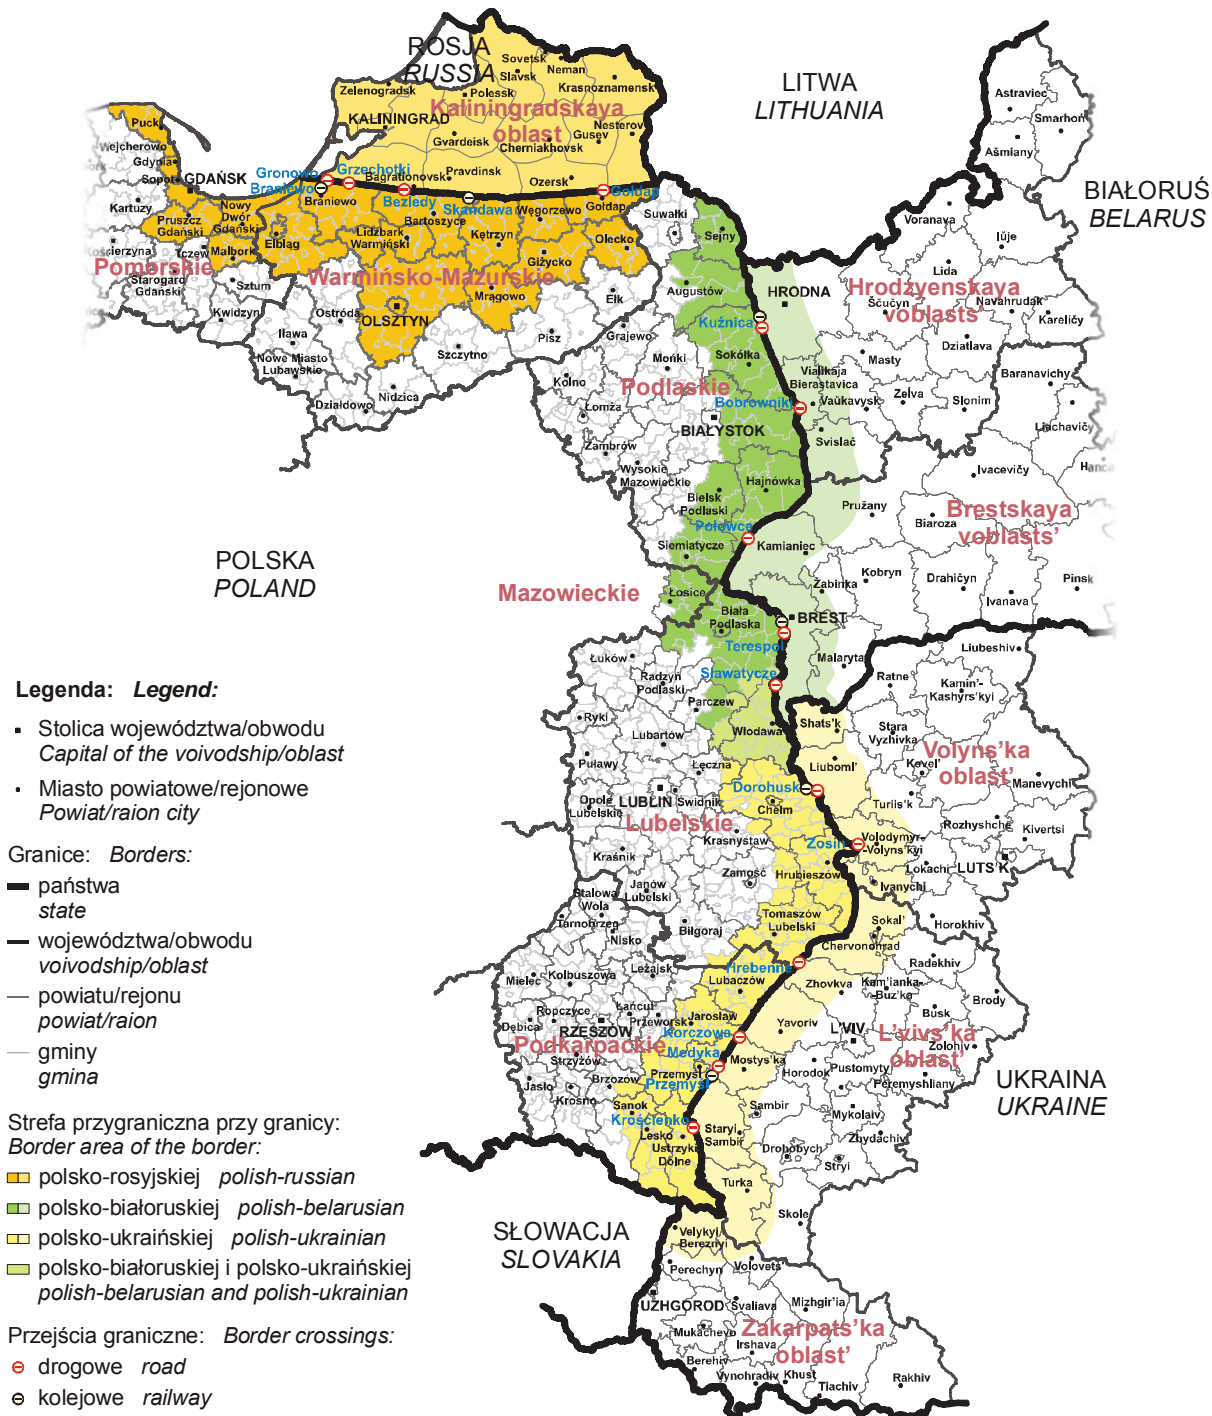 ROSJA
RUSSIA
LITWA
LITHUANIA
BIAŁORUŚ
BELARUS
POLSKA
POLAND
SŁOWACJA
SLOVAKIA
UKRAINA
UKRAINE
Kaliningradskaya
oblast
Sovetsk
Neman
Slavsk
Krasnoznamensk
Zelenogradsk
Polessk
KALININGRAD
Gvardeisk
Cherniakhovsk
Gusev
Nesterov
Bagrationovsk
Pravdinsk
Ozersk
Gronowo
Grzechotki
Braniewo
Bezledy
Skandawa
Gołdap
Pomorskie
Puck
Wejcherowo
Gdynia
Sopot
GDAŃSK
Kartuzy
Pruszcz
Gdański
Nowy
Dwór
Gdański
Tczew
Malbork
Starogard
Gdański
Sztum
Kwidzyn
Warmińsko-Mazurskie
Braniewo
Elbląg
Lidzbark
Warmiński
Bartoszyce
Kętrzyn
Węgorzewo
Gołdap
Olecko
Giżycko
Mrągowo
Ełk
OLSZTYN
Ostróda
Iława
Nowe Miasto
Lubawskie
Działdowo
Nidzica
Szczytno
Pisz
Podlaskie
Suwałki
Sejny
Augustów
Grajewo
Mońki
Sokółka
Kolno
Łomża
Zambrów
Wysokie
Mazowieckie
BIAŁYSTOK
Hajnówka
Bielsk
Podlaski
Siemiatycze
Kuźnica
Bobrowniki
Połowce
Hrodzyenskaya
voblasts'
Astraviec
Smarhoń
Ašmiany
Voranava
Iŭje
Lida
HRODNA
Ščučyn
Navahrudak
Kareličy
Dziatlava
Masty
Vialikaja
Bierastavica
Vaŭkavysk
Zelva
Slonim
Svislač
Brestskaya
voblasts'
Baranavichy
Liachavičy
Ivacevičy
Pružany
Biaroza
Kamianiec
Žabinka
Kobryn
Drahičyn
Ivanava
Pinsk
BREST
Malaryta
Mazowieckie
Łosice
Lubelskie
Biała
Podlaska
Terespol
Sławatycze
Łuków
Radzyń
Podlaski
Parczew
Ryki
Lubartów
Włodawa
Puławy
Łęczna
Dorohusk
LUBLIN
Świdnik
Chełm
Opole
Lubelskie
Krasnystaw
Zosin
Kraśnik
Zamość
Hrubieszów
Janów
Lubelski
Biłgoraj
Tomaszów
Lubelski
Hrebenne
Volyns'ka
oblast'
Liubeshiv
Ratne
Kamin'-
Kashyrs'kyi
Shats'k
Stara
Vyzhivka
Liuboml'
Kovel'
Manevychi
Turiis'k
Rozhyshche
Kivertsi
Volodymyr-
-Volyns'kyi
Lokachi
LUTS'K
Ivanychi
Horokhiv
Podkarpackie
Stalowa
Wola
Tarnobrzeg
Nisko
Mielec
Kolbuszowa
Leżajsk
Lubaczów
Ropczyce
Łańcut
Dębica
RZESZÓW
Przeworsk
Jarosław
Korczowa
Medyka
Strzyżów
Przemyśl
Przemyśl
Jasło
Brzozów
Krosno
Sanok
Krościenko
Lesko
Ustrzyki
Dolne
L'vivs'ka
oblast'
Sokal'
Chervonohrad
Radekhiv
Zhovkva
Kam'ianka-
-Buz'ka
Brody
Busk
Yavoriv
L'VIV
Zolohiv
Mostys'ka
Horodok
Pustomyty
Peremyshliany
Sambir
Mykolaiv
Staryi
Sambir
Zhydachiv
Drohobych
Stryi
Turka
Skole
Zakarpats'ka
oblast'
Velykyi
Bereznyi
Perechyn
Volovets'
UZHGOROD
Svaliava
Mizhgir'ia
Mukachevo
Irshava
Berehiv
Vynohradiv
Khust
Tiachiv
Rakhiv
Legenda: Legend:
Stolica województwa/obwodu
Capital of the voivodship/oblast
Miasto powiatowe/rejonowe
Powiat/raion city
Granice: Borders:
państwa
state
województwa/obwodu
voivodship/oblast
powiatu/rejonu
powiat/raion
gminy
gmina
Strefa przygraniczna przy granicy:
Border area of the border:
polsko-rosyjskiej polish-russian
polsko-białoruskiej polish-belarusian
polsko-ukraińskiej polish-ukrainian
polsko-białoruskiej i polsko-ukraińskiej
polish-belarusian and polish-ukrainian
Przejścia graniczne: Border crossings:
drogowe road
kolejowe railway